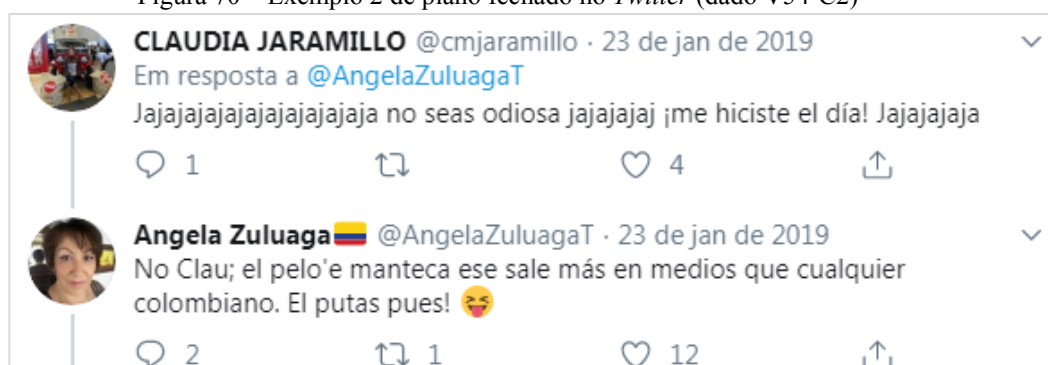 Figura 70 – Exemplo 2 de plano fechado no Twitter (dado V54-C2)
CLAUDIA JARAMILLO @cmjaramillo · 23 de jan de 2019
Em resposta a @AngelaZuluagaT
Jajajajajajajajajajaja no seas odiosa jajajajaj ¡me hiciste el día! Jajajajaja
1 4
Angela Zuluaga🇨🇴 @AngelaZuluagaT · 23 de jan de 2019
No Clau; el pelo'e manteca ese sale más en medios que cualquier
colombiano. El putas pues! 😝
2 1 12